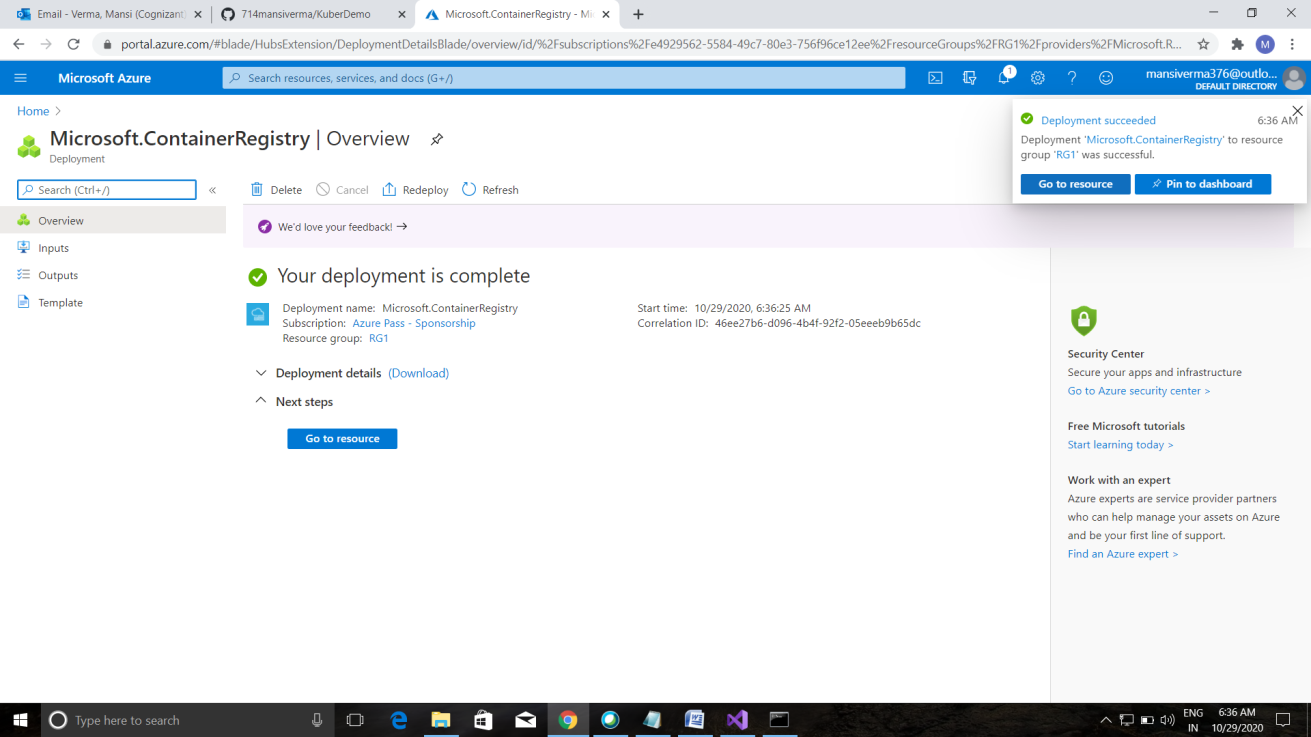 Email - Verma, Mansi (Cognizant)
714mansiverma/KuberDemo
Microsoft.ContainerRegistry - Mi
portal.azure.com/#blade/HubsExtension/DeploymentDetailsBlade/overview/id/%2Fsubscriptions%2Fe4929562-5584-49c7-80e3-756f96ce12ee%2FresourceGroups%2FRG1%2Fproviders%2FMicrosoft.R...
M
Microsoft Azure
Search resources, services, and docs (G+/)
1
mansiverma376@outlo...
DEFAULT DIRECTORY
Home
Microsoft.ContainerRegistry | Overview
Deployment
Deployment succeeded
6:36 AM
Deployment 'Microsoft.ContainerRegistry' to resource
group 'RG1' was successful.
Go to resource
Pin to dashboard
Search (Ctrl+/)
Delete
Cancel
Redeploy
Refresh
Overview
Inputs
Outputs
Template
We'd love your feedback! →
Your deployment is complete
Deployment name: Microsoft.ContainerRegistry
Subscription: Azure Pass - Sponsorship
Resource group: RG1
Start time: 10/29/2020, 6:36:25 AM
Correlation ID: 46ee27b6-d096-4b4f-92f2-05eeeb9b65dc
Deployment details (Download)
Next steps
Go to resource
Security Center
Secure your apps and infrastructure
Go to Azure security center >
Free Microsoft tutorials
Start learning today >
Work with an expert
Azure experts are service provider partners
who can help manage your assets on Azure
and be your first line of support.
Find an Azure expert >
Type here to search
ENG
IN
6:36 AM
10/29/2020